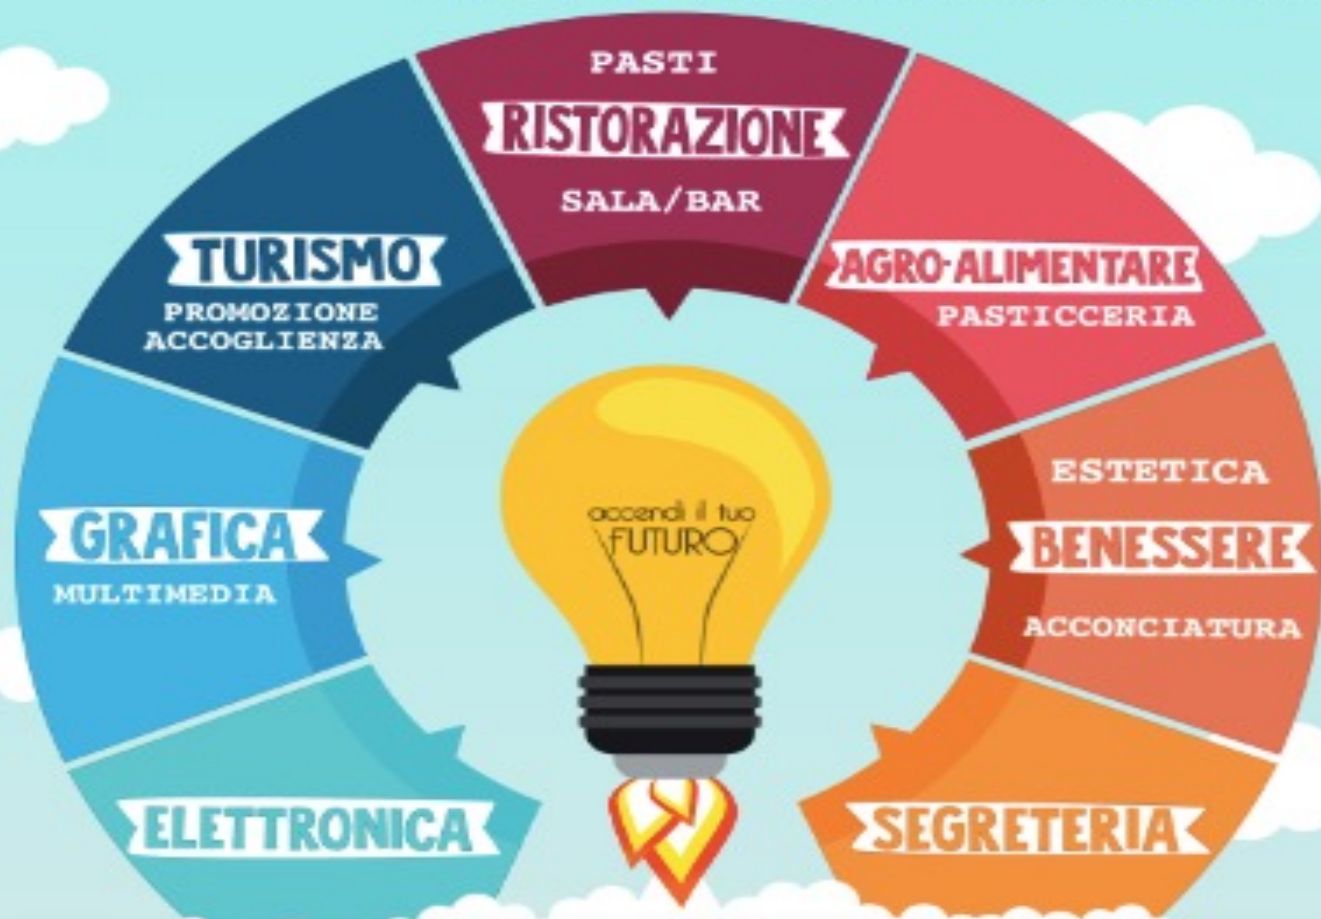 PASTI
RISTORAZIONE
SALA/BAR
TURISMO
PROMOZIONE
ACCOGLIENZA
AGRO-ALIMENTARE
PASTICCERIA
GRAFICA
MULTIMEDIA
accendi il tuo
FUTURO
ESTETICA
BENESSERE
ACCONCIATURA
ELETTRONICA
SEGRETERIA